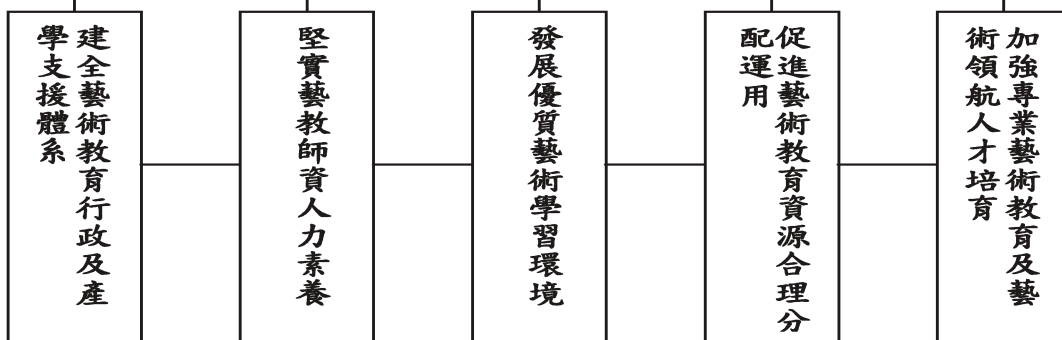 建全藝術教育行政及產
學支援體系
堅實藝教師資人力素養
發展優質藝術學習環境
促進藝術教育資源合理分
配運用
加強專業藝術教育及藝
術領航人才培育